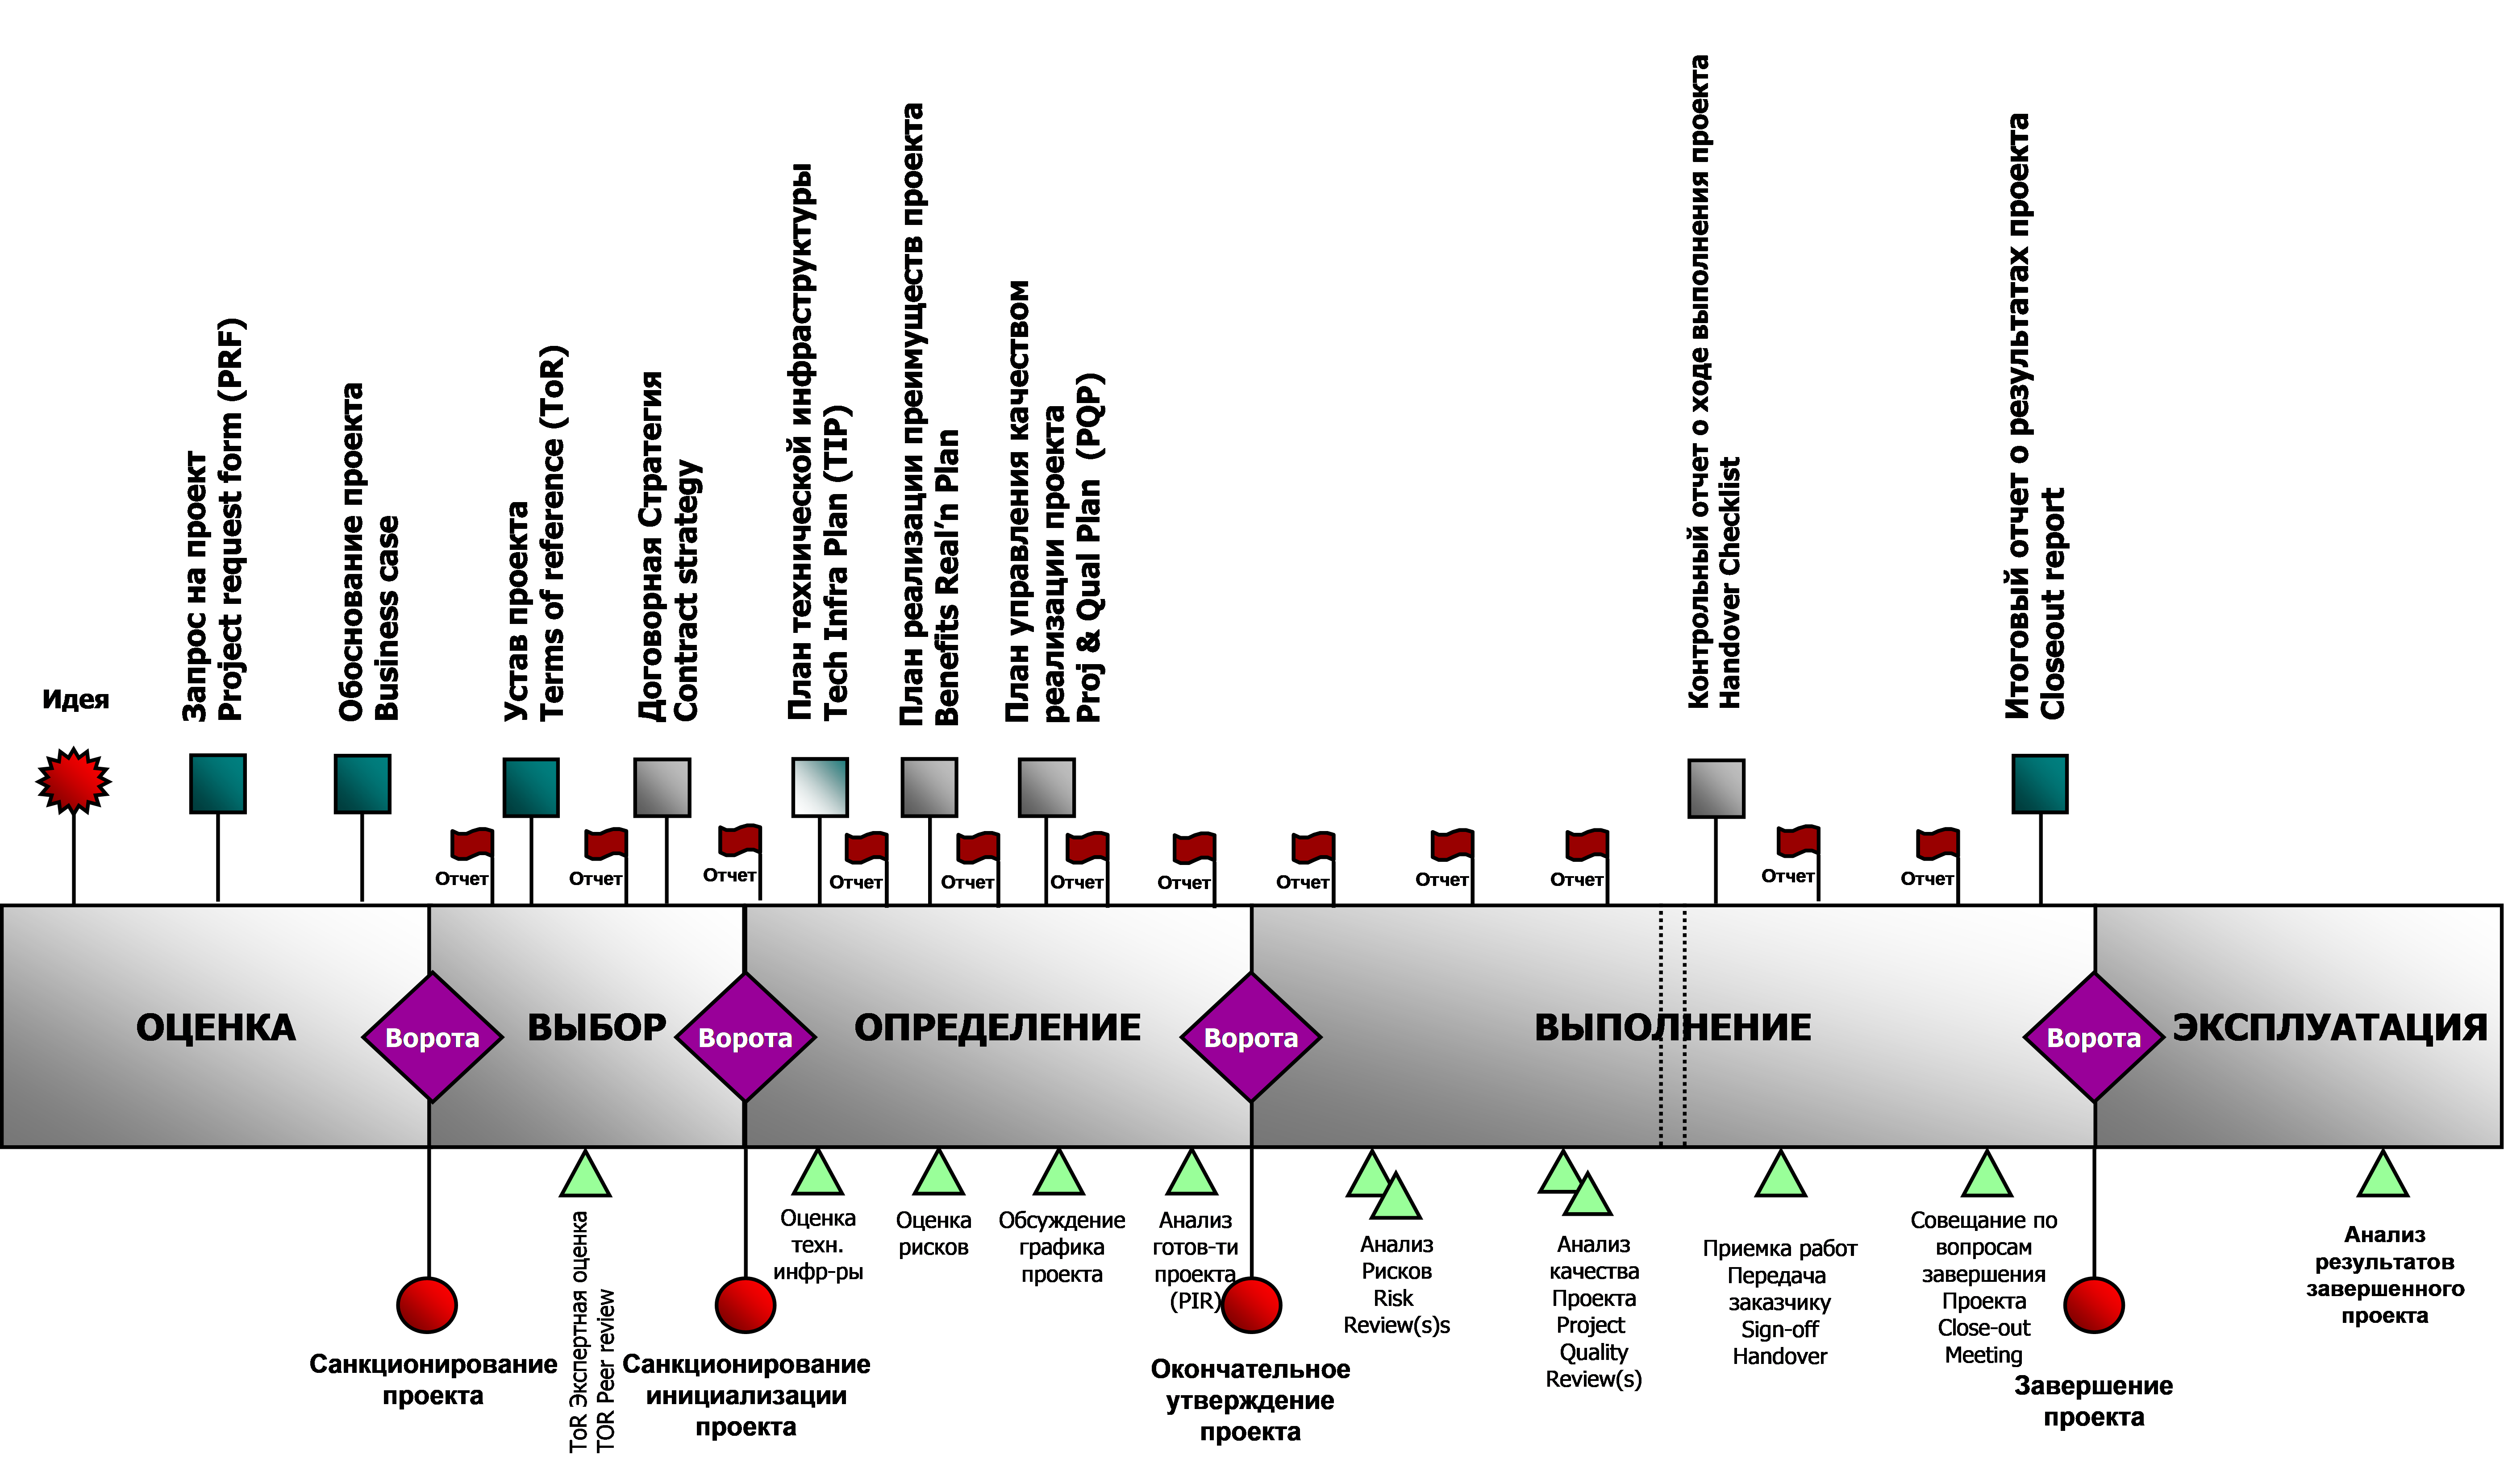 Идея
Запрос на проект
Project request form (PRF)
Обоснование проекта
Business case
Устав проекта
Terms of reference (ToR)
Договорная Стратегия
Contract strategy
План технической инфраструктуры
Tech Infra Plan (TIP)
План реализации преимуществ проекта
Benefits Real’n Plan
План управления качеством
реализации проекта
Proj & Qual Plan (PQP)
Контрольный отчет о ходе выполнения проекта
Handover Checklist
Итоговый отчет о результатах проекта
Closeout report
Отчет
Отчет
Отчет
Отчет
Отчет
Отчет
Отчет
Отчет
Отчет
Отчет
Отчет
Отчет
ОЦЕНКА
Ворота
ВЫБОР
Ворота
ОПРЕДЕЛЕНИЕ
Ворота
ВЫПОЛНЕНИЕ
Ворота
ЭКСПЛУАТАЦИЯ
Санкционирование
проекта
ToR Экспертная оценка
TOR Peer review
Санкционирование
инициализации
проекта
Оценка
техн.
инфр-ры
Оценка
рисков
Обсуждение
графика
проекта
Анализ
готов-ти
проекта
(PIR)
Окончательное
утверждение
проекта
Анализ
Рисков
Risk
Review(s)s
Анализ
качества
Проекта
Project
Quality
Review(s)
Приемка работ
Передача
заказчику
Sign-off
Handover
Совещание по
вопросам
завершения
Проекта
Close-out
Meeting
Завершение
проекта
Анализ
результатов
завершенного
проекта